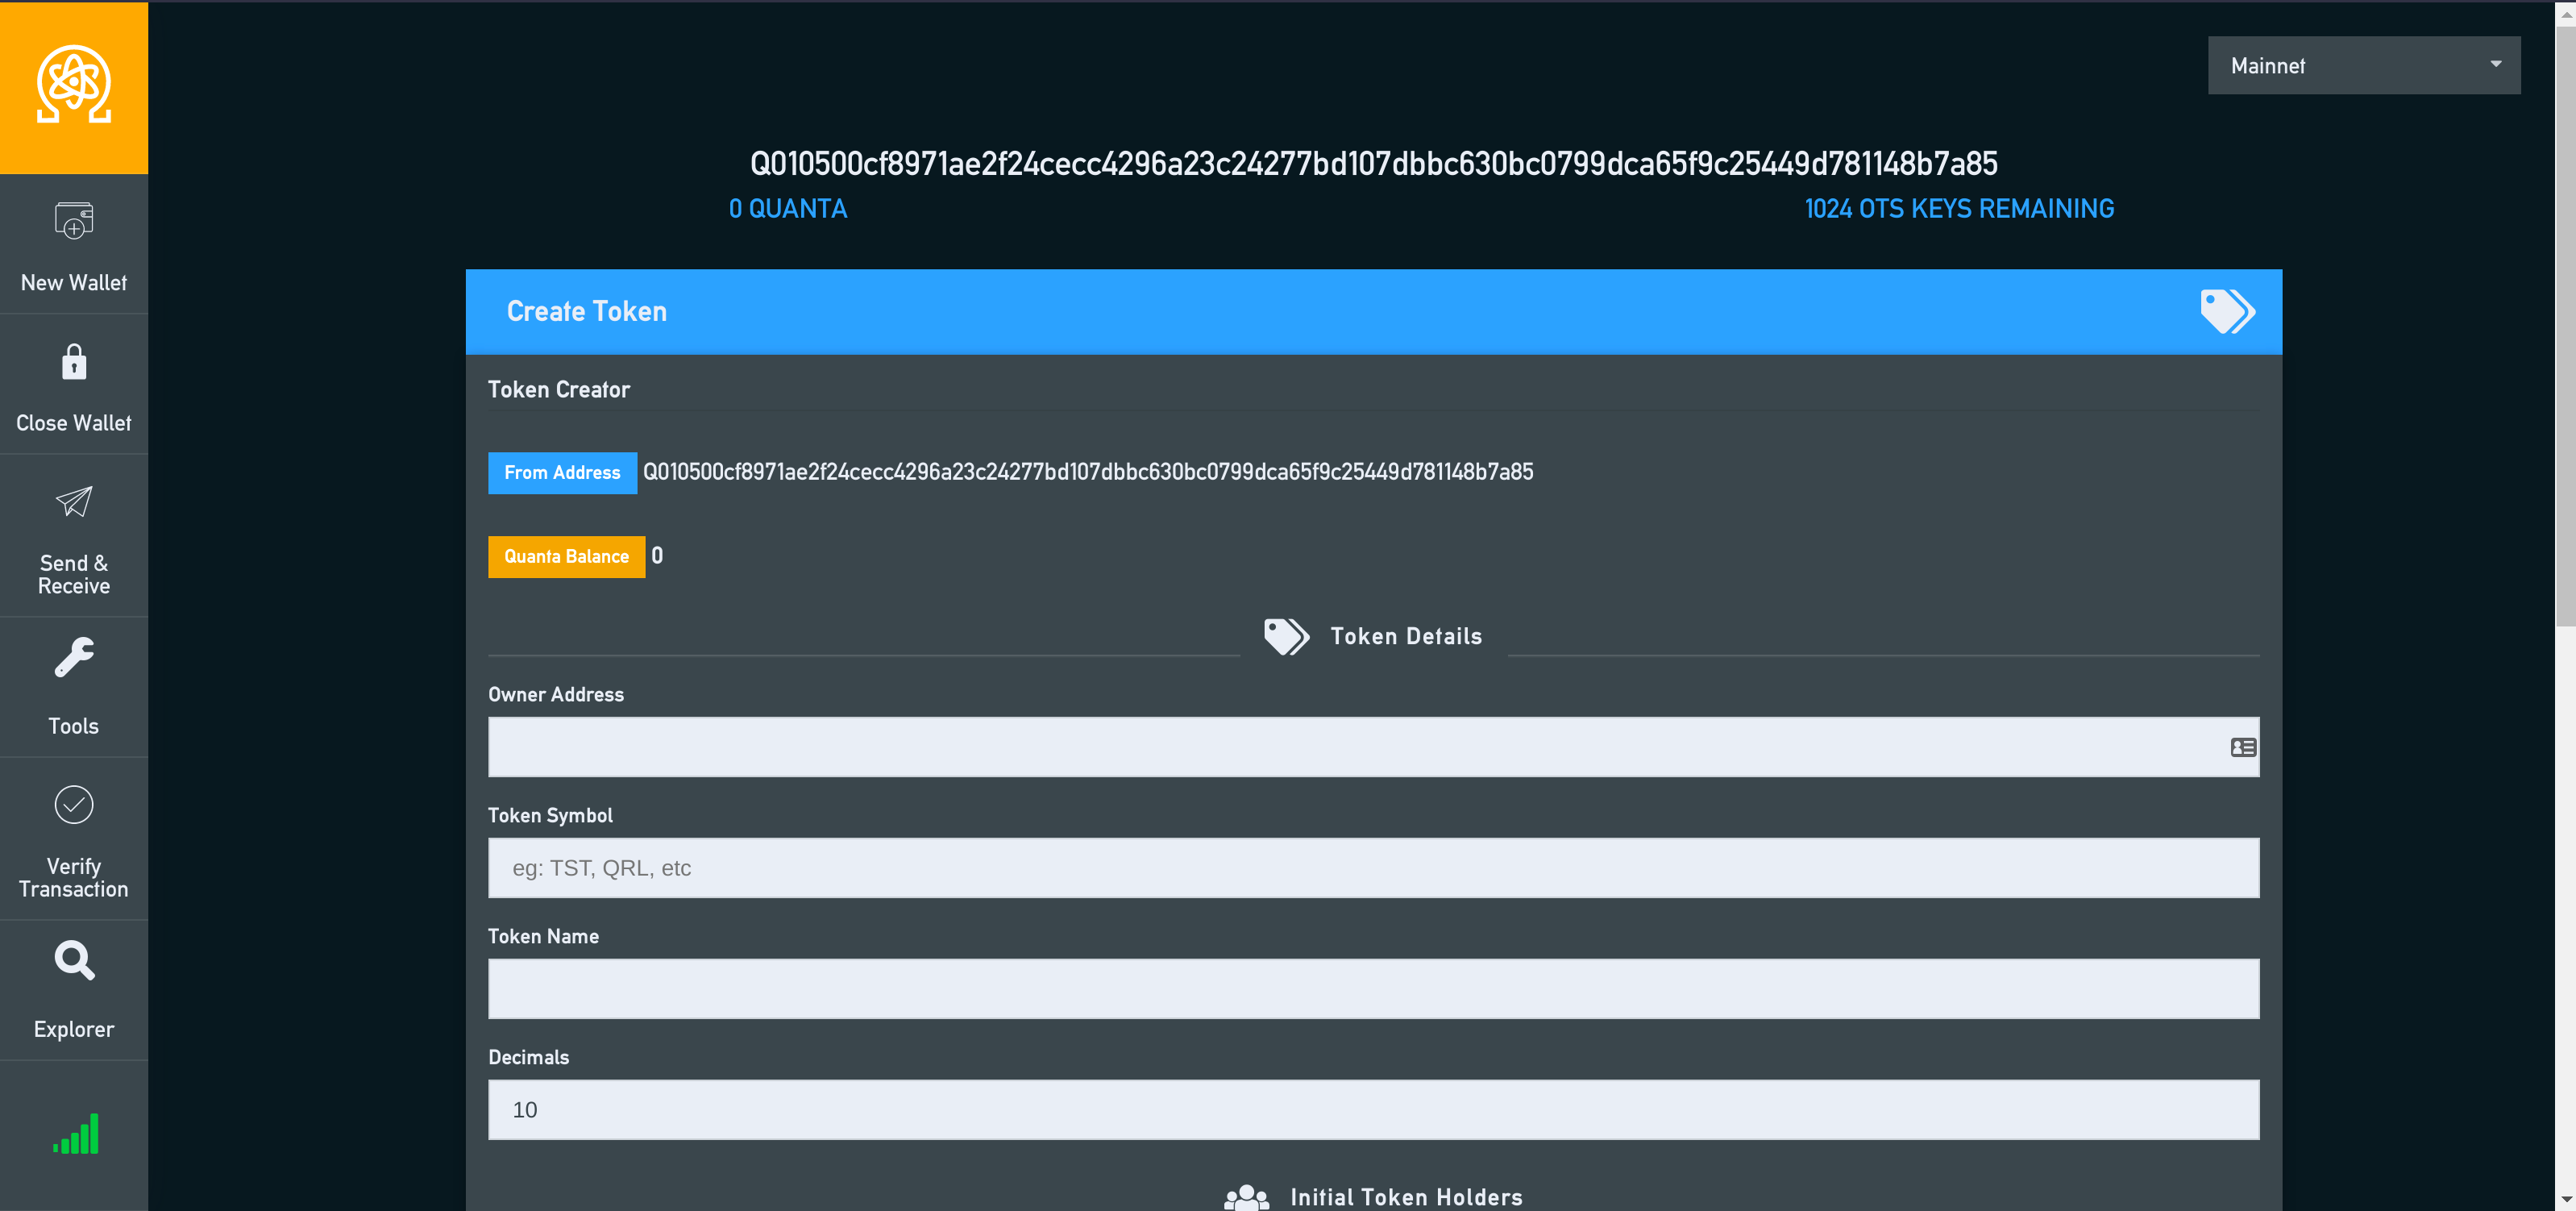 Mainnet
Q010500cf8971ae2f24cecc4296a23c24277bd107dbbc630bc0799dca65f9c25449d781148b7a85
0 QUANTA
1024 OTS KEYS REMAINING
New Wallet
Close Wallet
Send &
Receive
Tools
Verify
Transaction
Explorer
Create Token
Token Creator
From Address Q010500cf8971ae2f24cecc4296a23c24277bd107dbbc630bc0799dca65f9c25449d781148b7a85
Quanta Balance 0
Token Details
Owner Address
Token Symbol
eg: TST, QRL, etc
Token Name
Decimals
10
Initial Token Holders